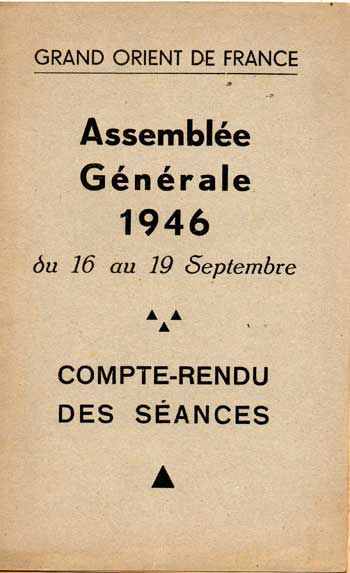 GRAND ORIENT DE FRANCE
Assemblée
Générale
1946
du 16 au 19 Septembre
COMPTE-RENDU
DES SÉANCES